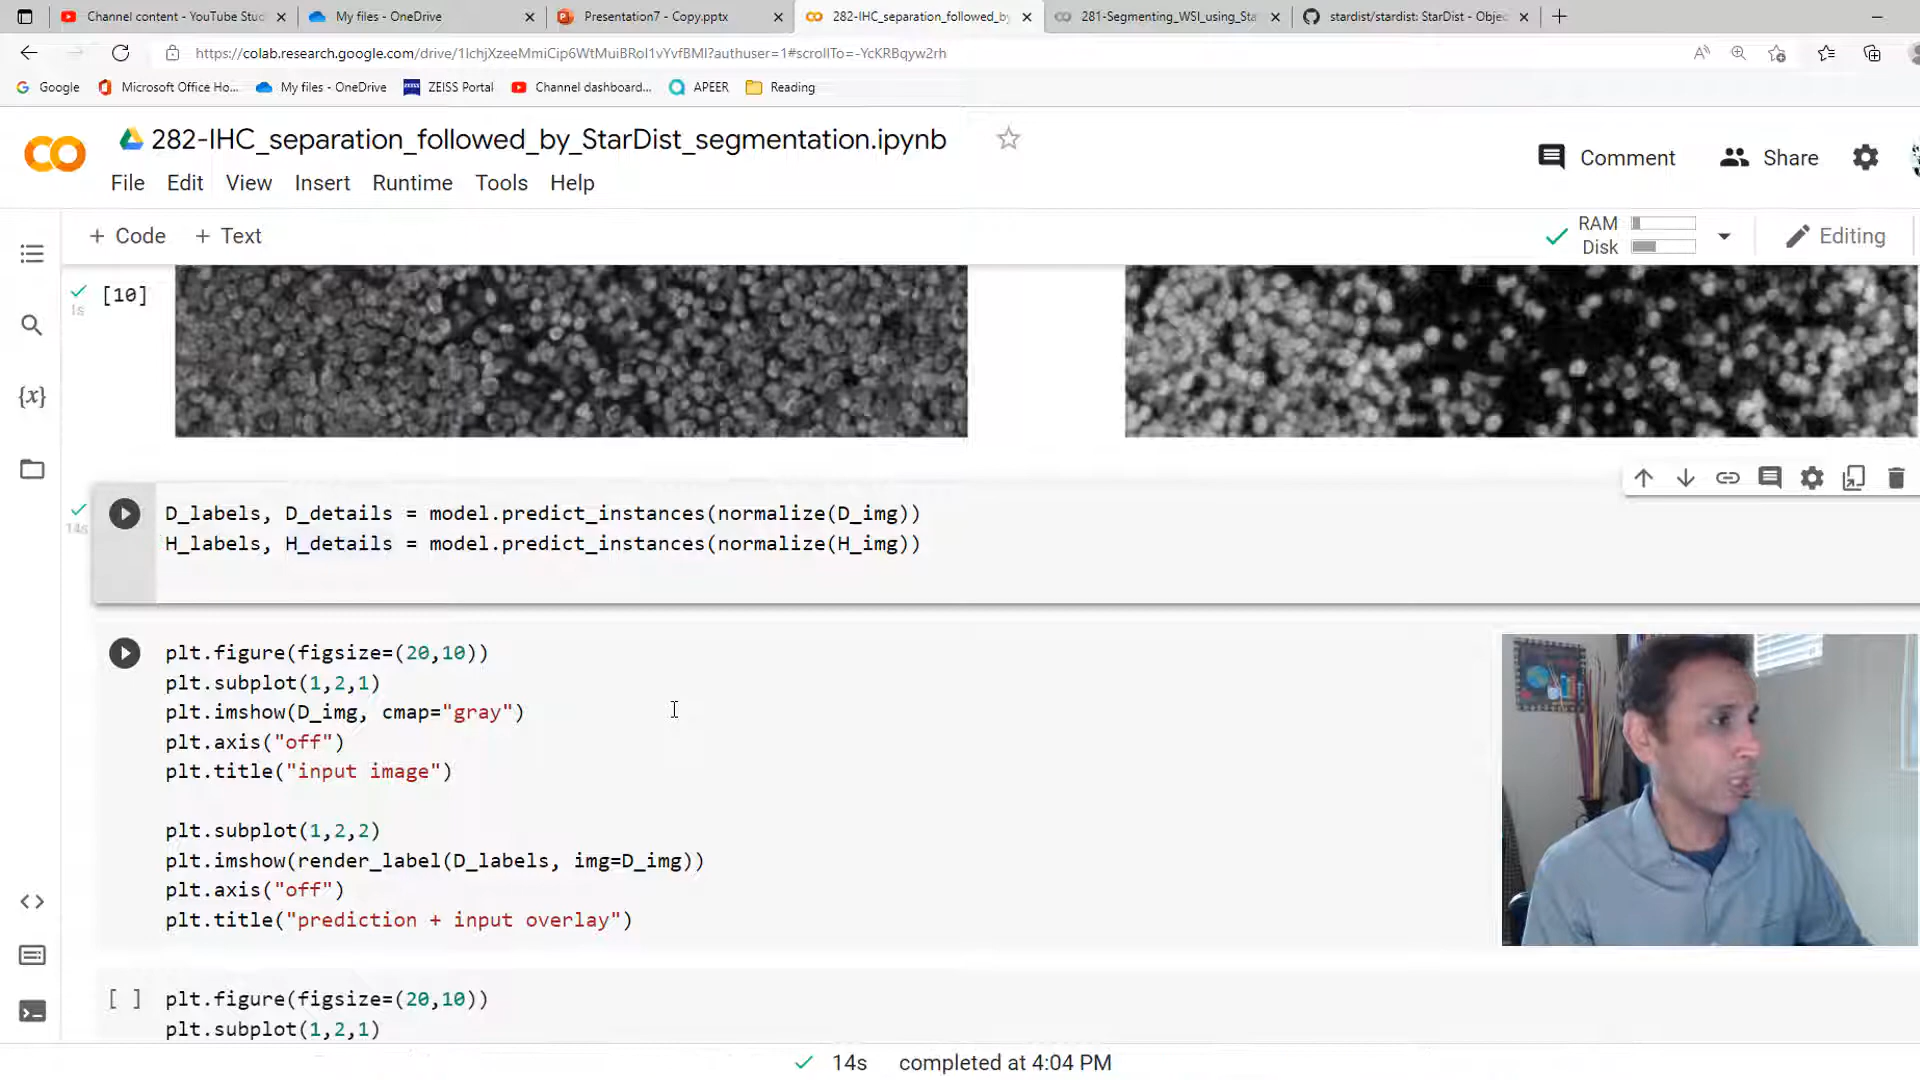 Channel content - YouTube Stud
My files - OneDrive
Presentation7 - Copy.pptx
282-IHC_separation_followed_by
281-Segmenting_WSI_using_Sta
stardist/stardist: StarDist - Objec
https://colab.research.google.com/drive/1IchjXzeeMmiCip6WtMuiBRoI1vYvfBMI?authuser=1#scrollTo=-YcKRBqyw2rh
Google
Microsoft Office Ho...
My files - OneDrive
ZEISS Portal
Channel dashboard...
APEER
Reading
282-IHC_separation_followed_by_StarDist_segmentation.ipynb
Comment
Share
File Edit View Insert Runtime Tools Help
+ Code + Text
RAM
Disk
Editing
[10]
1s
14s
D_labels, D_details = model.predict_instances(normalize(D_img))
H_labels, H_details = model.predict_instances(normalize(H_img))
plt.figure(figsize=(20,10))
plt.subplot(1,2,1)
plt.imshow(D_img, cmap="gray")
plt.axis("off")
plt.title("input image")
plt.subplot(1,2,2)
plt.imshow(render_label(D_labels, img=D_img))
plt.axis("off")
plt.title("prediction + input overlay")
[ ] plt.figure(figsize=(20,10))
plt.subplot(1,2,1)
14s completed at 4:04 PM